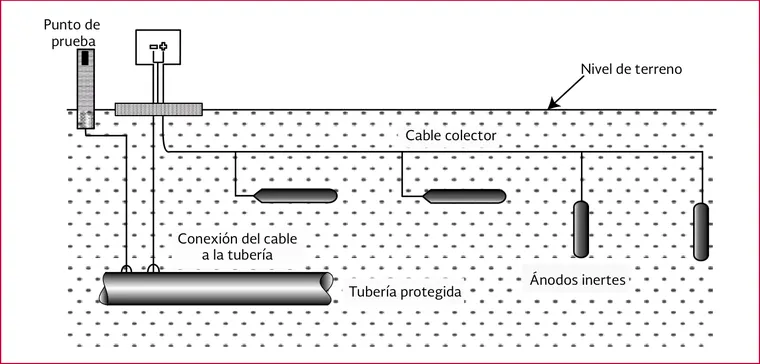 Punto de
prueba
- +
Nivel de terreno
Cable colector
Conexión del cable
a la tubería
Ánodos inertes
Tubería protegida